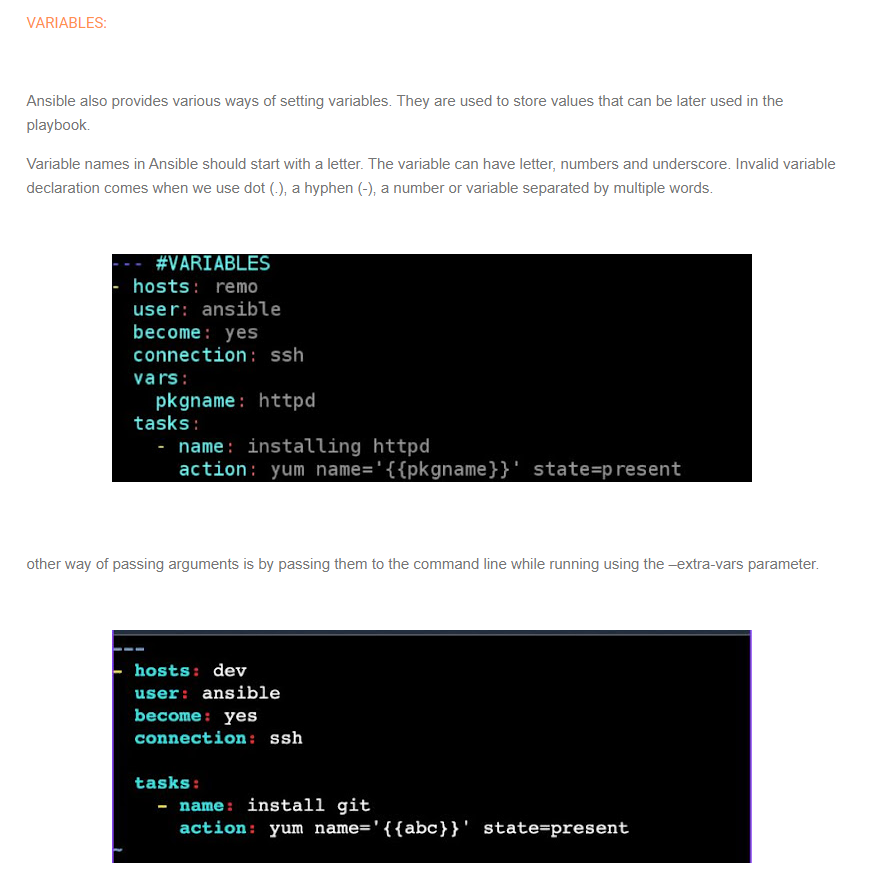 VARIABLES:
Ansible also provides various ways of setting variables. They are used to store values that can be later used in the
playbook.
Variable names in Ansible should start with a letter. The variable can have letter, numbers and underscore. Invalid variable
declaration comes when we use dot (.), a hyphen (-), a number or variable separated by multiple words.
--- #VARIABLES
- hosts: remo
  user: ansible
  become: yes
  connection: ssh
  vars:
    pkgname: httpd
  tasks:
    - name: installing httpd
      action: yum name='{{pkgname}}' state=present
other way of passing arguments is by passing them to the command line while running using the –extra-vars parameter.
---
- hosts: dev
  user: ansible
  become: yes
  connection: ssh
  tasks:
    - name: install git
      action: yum name='{{abc}}' state=present
~